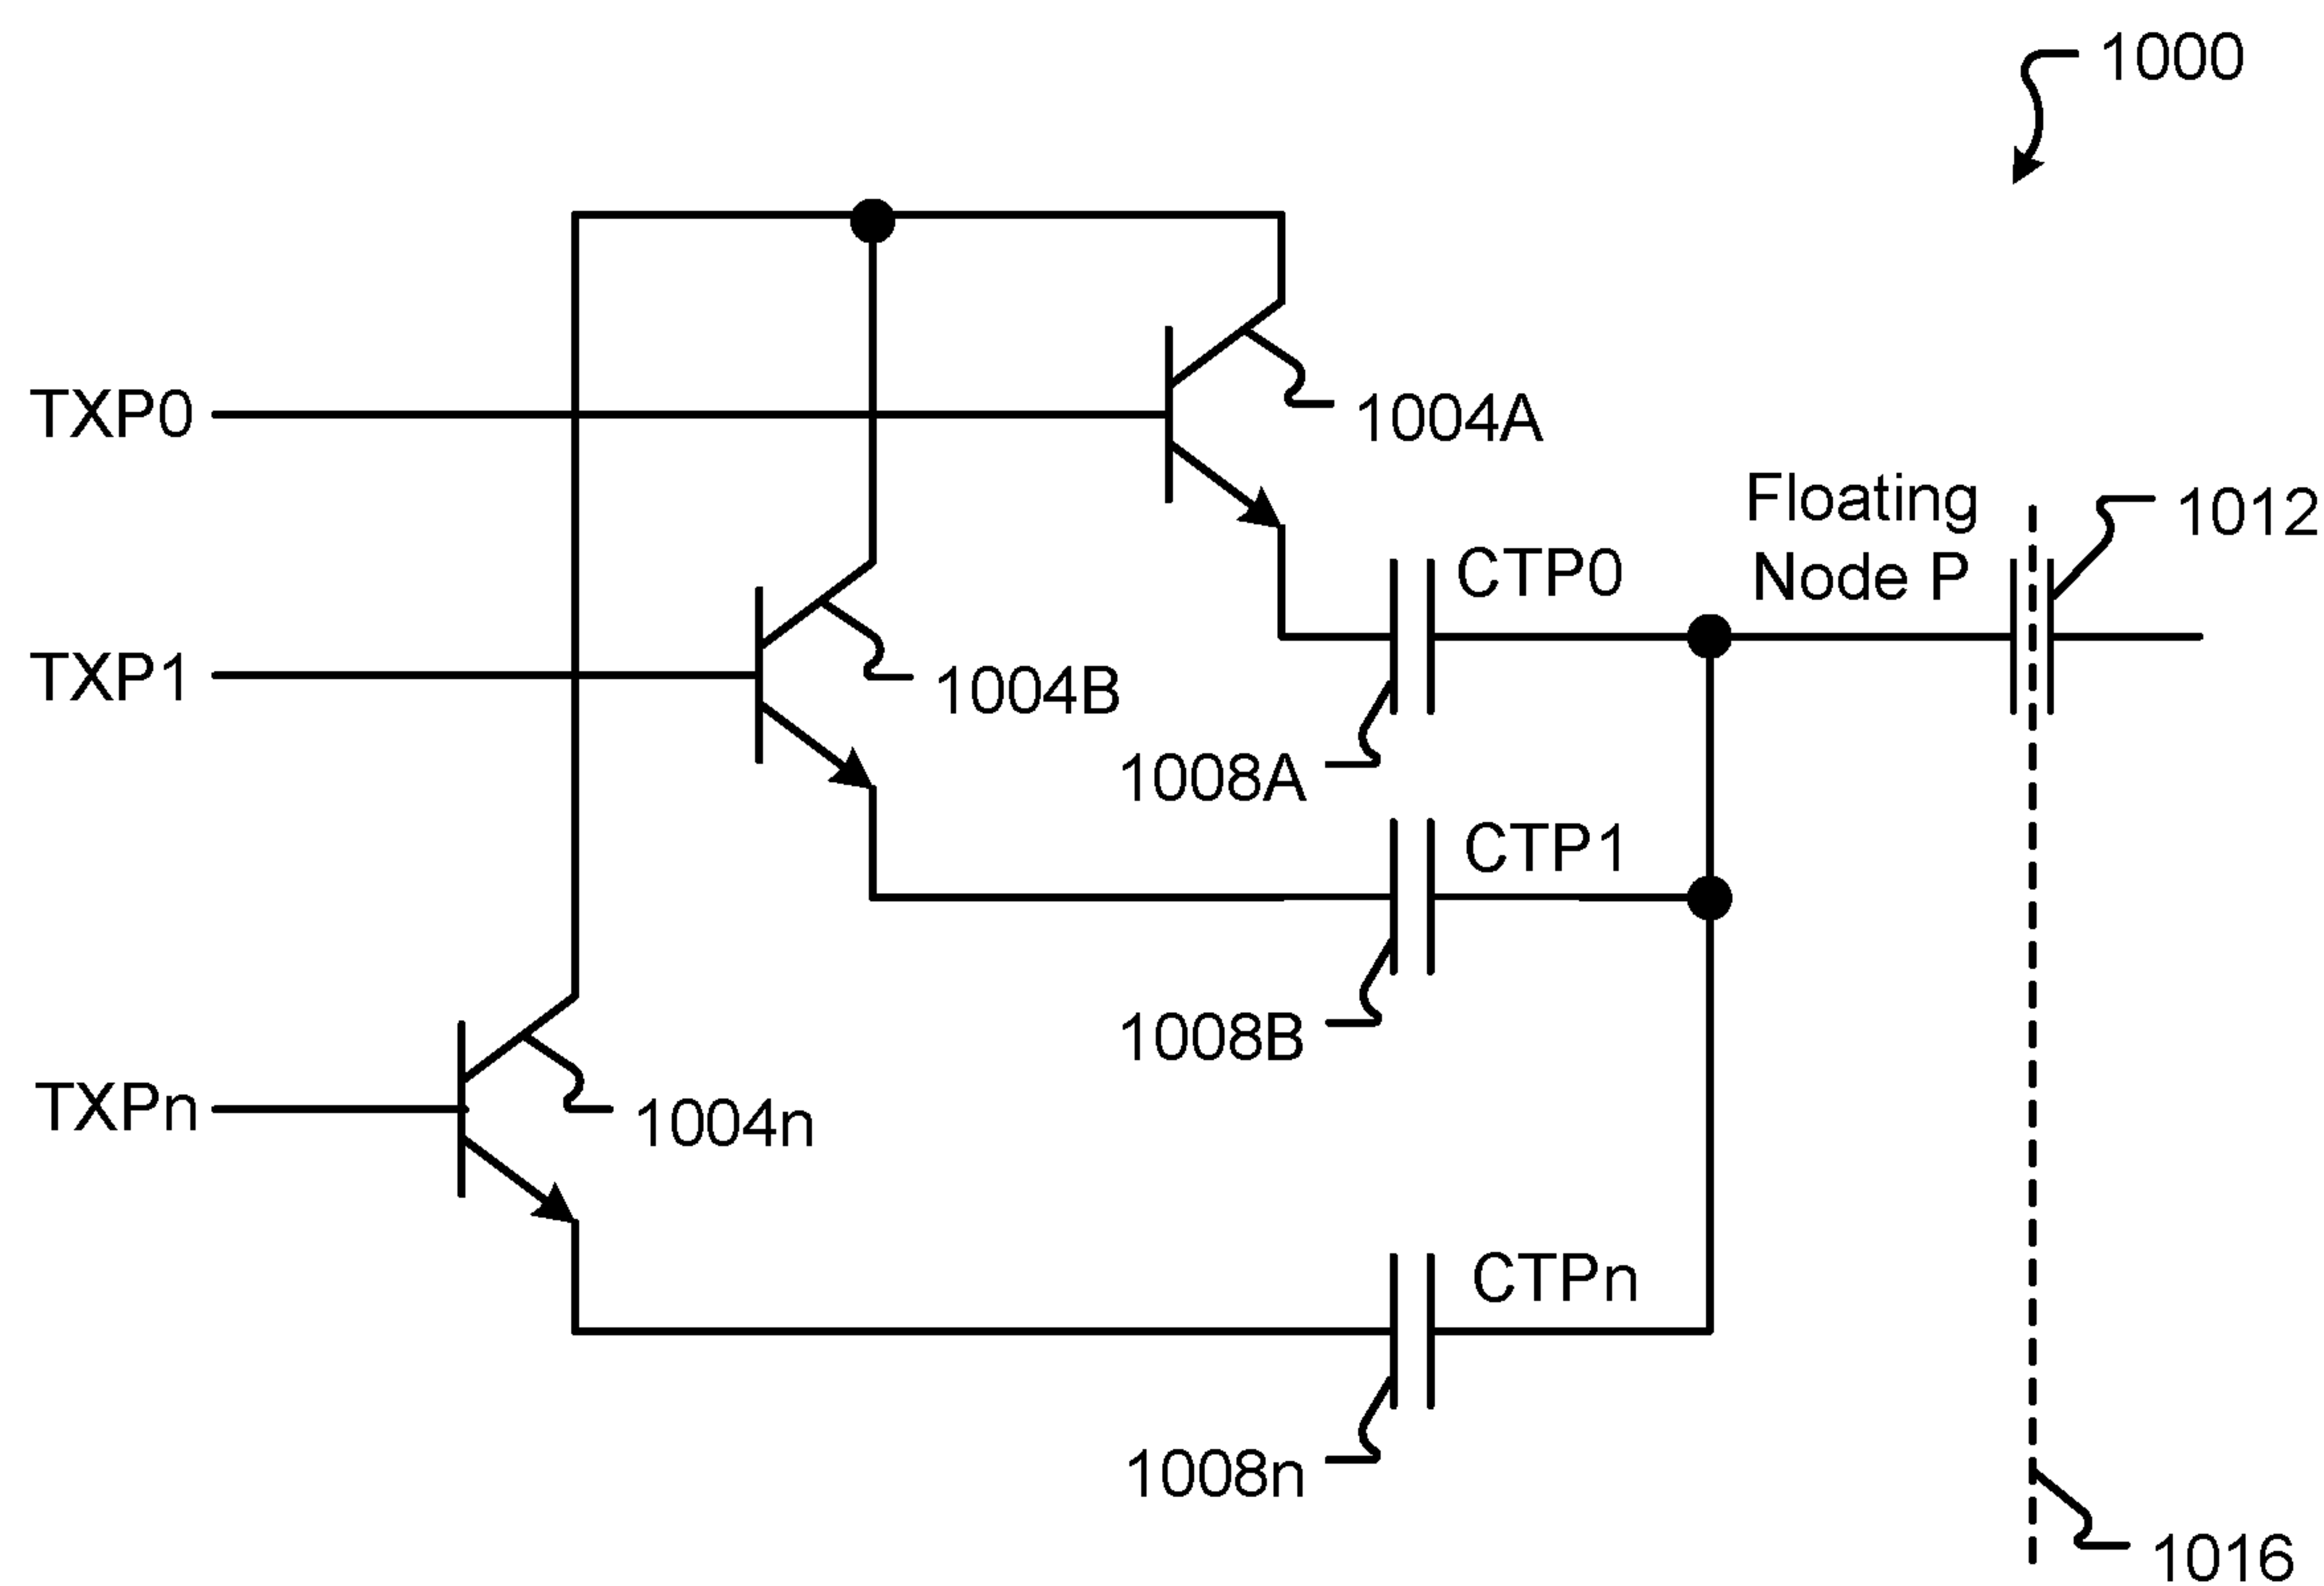 1000
TXP0
1004A
Floating
Node P
1012
CTP0
TXP1
1004B
1008A
CTP1
1008B
TXPn
1004n
CTPn
1008n
1016